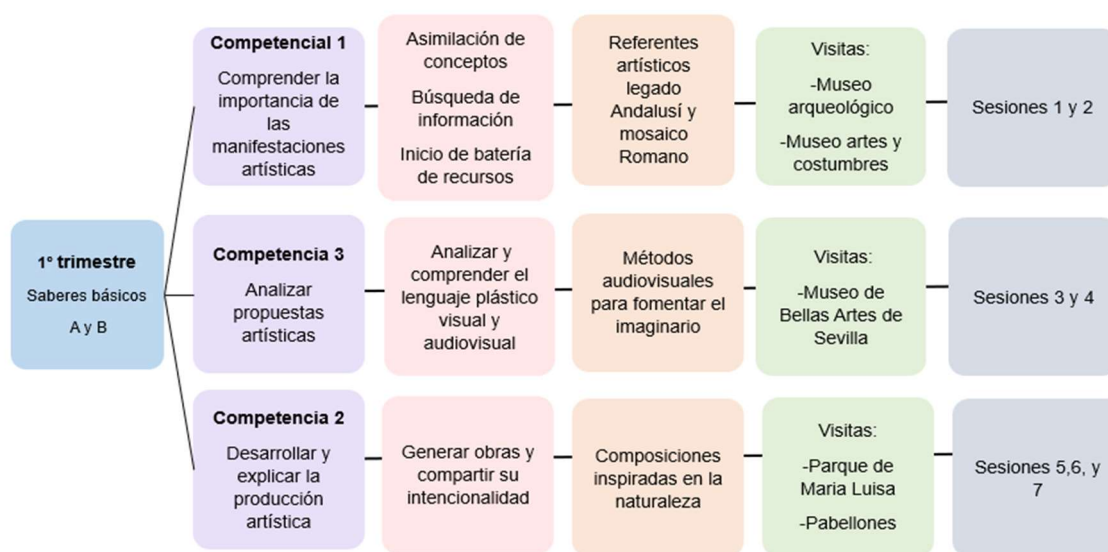 1º trimestre
Saberes básicos
A y B
Competencial 1
Comprender la
importancia de
las
manifestaciones
artísticas
Asimilación de
conceptos
Búsqueda de
información
Inicio de batería
de recursos
Referentes
artísticos
legado
Andalusí y
mosaico
Romano
Visitas:
-Museo
arqueológico
-Museo artes y
costumbres
Sesiones 1 y 2
Competencia 3
Analizar
propuestas
artísticas
Analizar y
comprender el
lenguaje plástico
visual y
audiovisual
Métodos
audiovisuales
para fomentar el
imaginario
Visitas:
-Museo de
Bellas Artes de
Sevilla
Sesiones 3 y 4
Competencia 2
Desarrollar y
explicar la
producción
artística
Generar obras y
compartir su
intencionalidad
Composiciones
inspiradas en la
naturaleza
Visitas:
-Parque de
Maria Luisa
-Pabellones
Sesiones 5,6, y
7